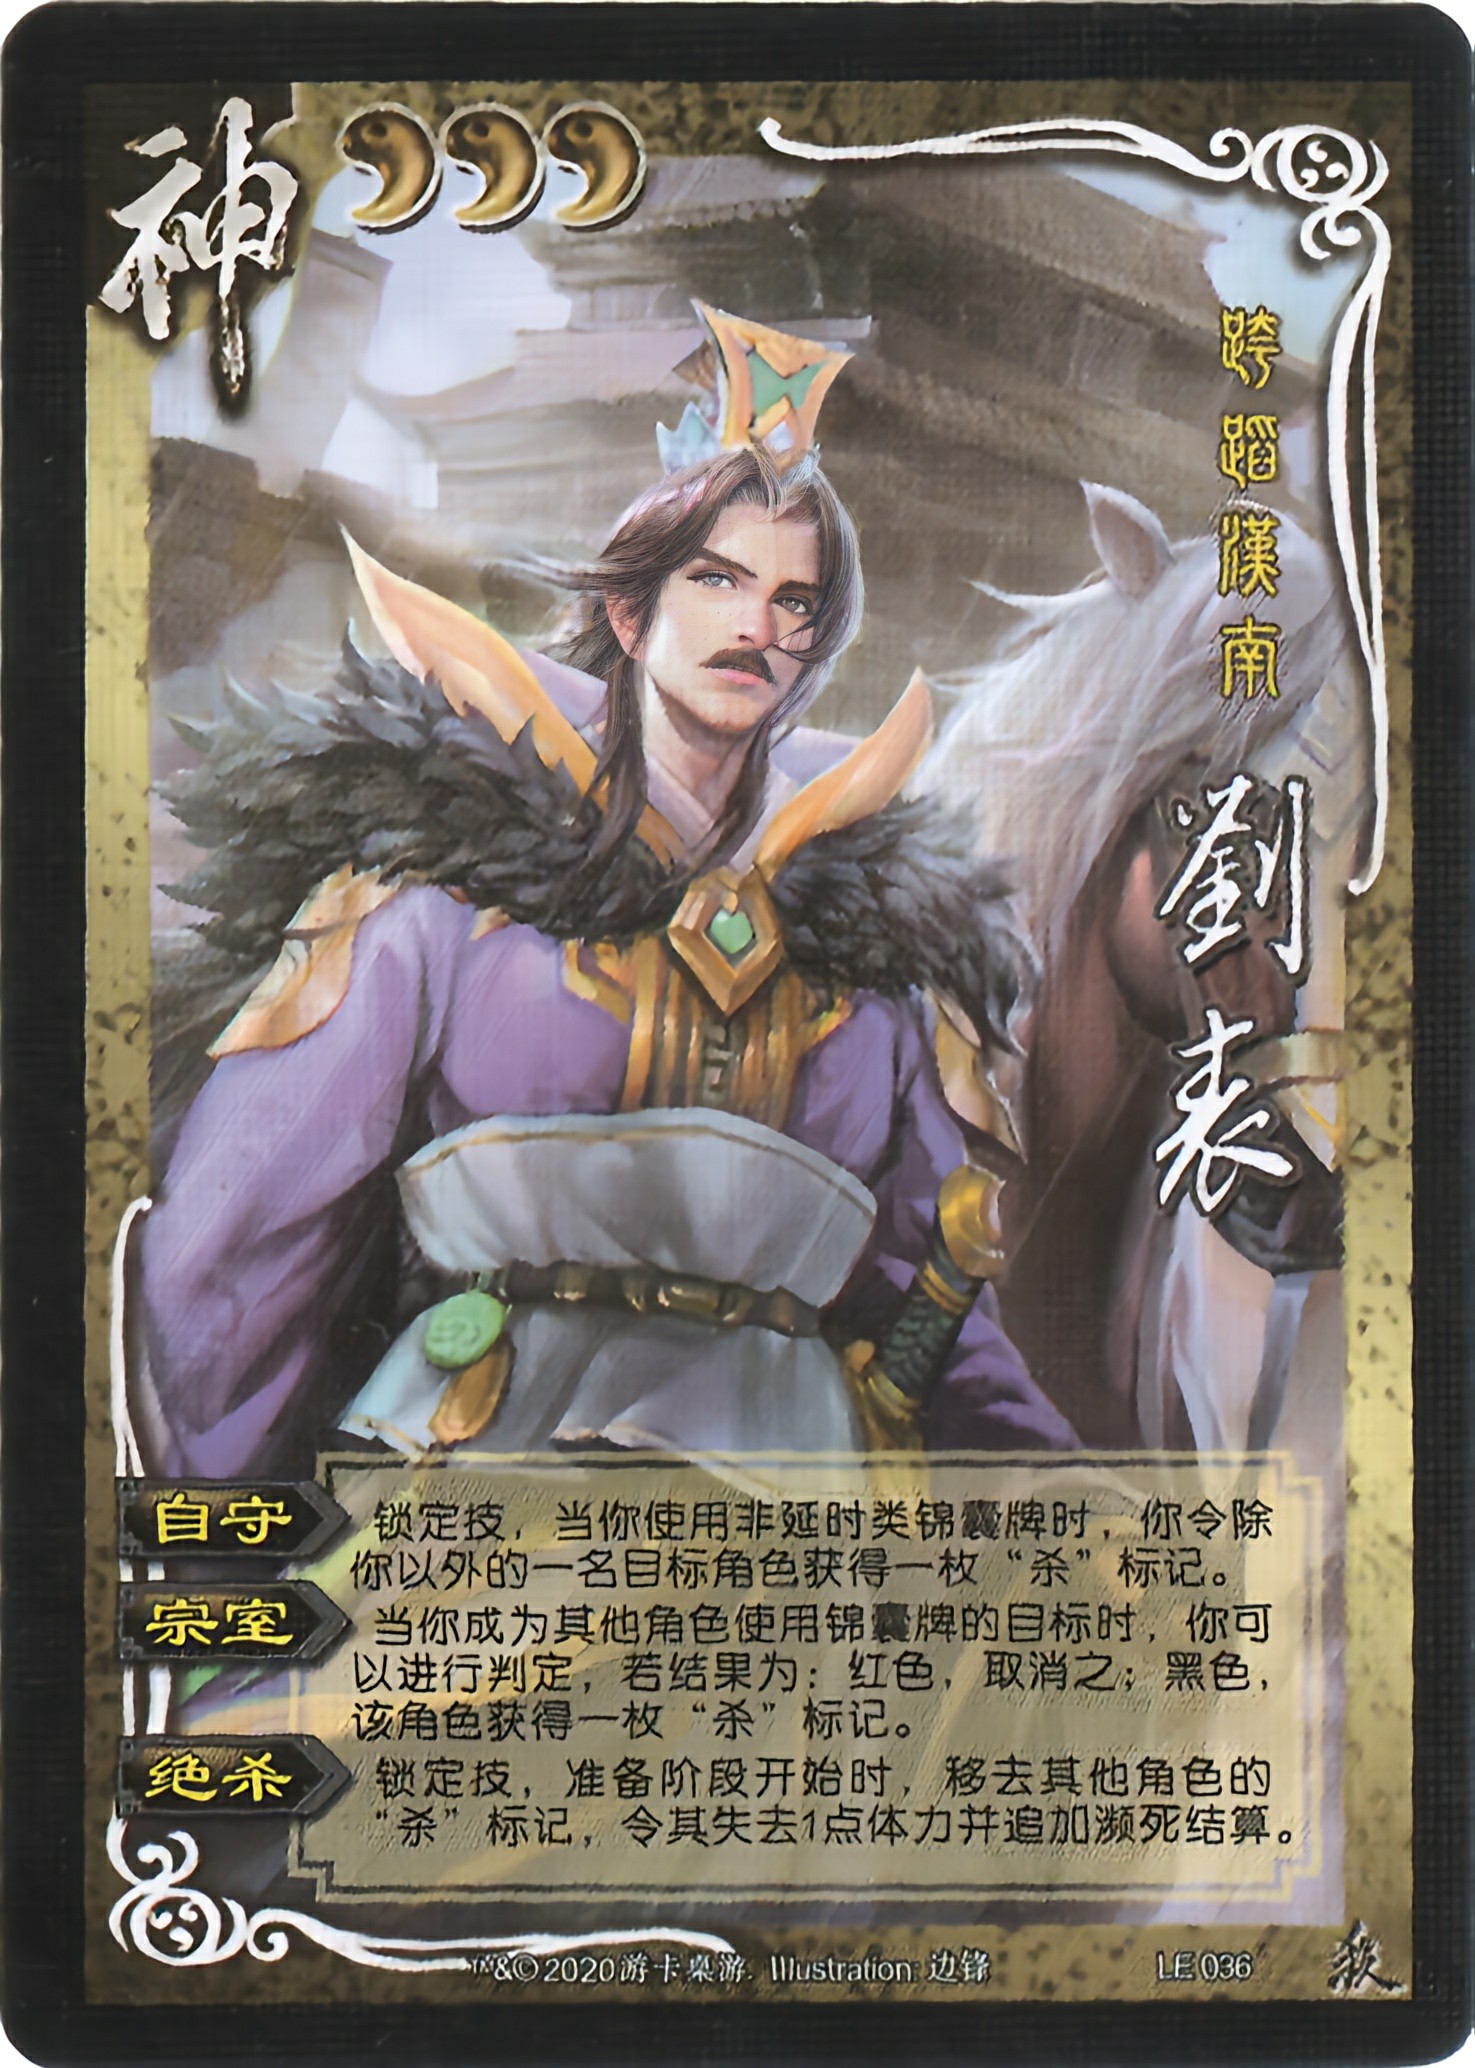 神
跨蹈漢南
劉表
自守
锁定技，当你使用非延时类锦囊牌时，你令除
你以外的一名目标角色获得一枚“杀”标记。
宗室
当你成为其他角色使用锦囊牌的目标时，你可
以进行判定，若结果为：红色，取消之；黑色，
该角色获得一枚“杀”标记。
绝杀
锁定技，准备阶段开始时，移去其他角色的
“杀”标记，令其失去1点体力并追加濒死结算。
™&©2020游卡桌游. Illustration: 边锋
LE 036